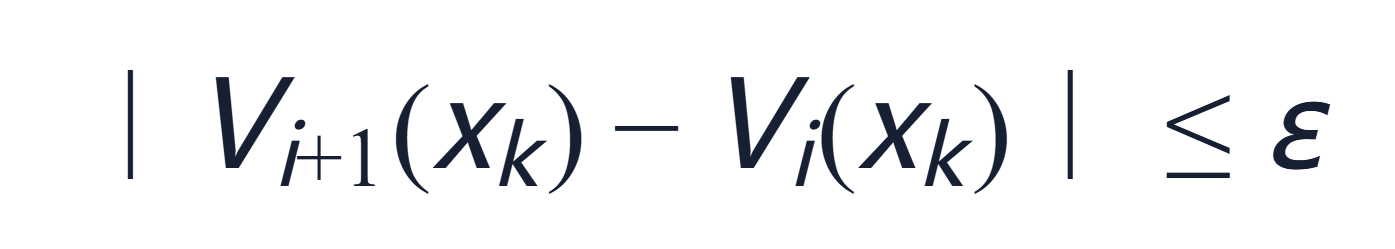 | V_{i+1}(x_k) − V_i(x_k) | ≤ ε